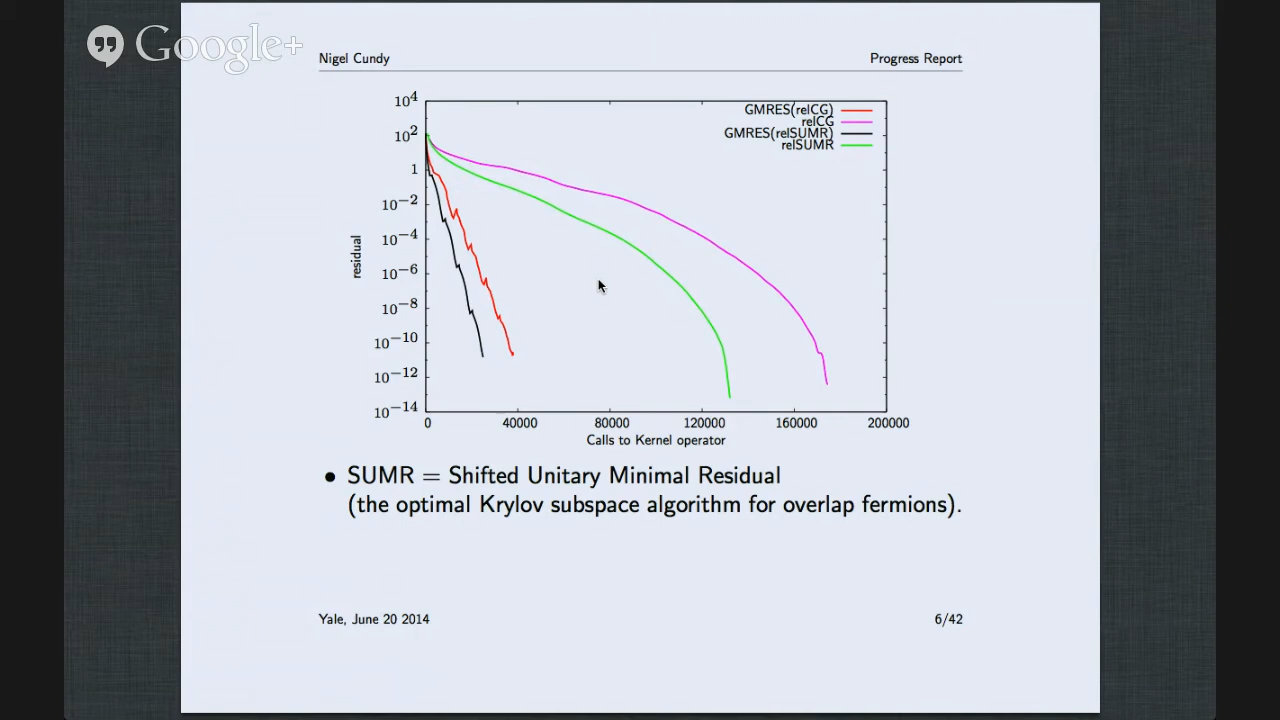 Google+
Nigel Cundy Progress Report
10^4
10^2
1
10^−2
10^−4
10^−6
10^−8
10^−10
10^−12
10^−14
residual
GMRES(relCG)
relCG
GMRES(relSUMR)
relSUMR
0 40000 80000 120000 160000 200000
Calls to Kernel operator
• SUMR = Shifted Unitary Minimal Residual
(the optimal Krylov subspace algorithm for overlap fermions).
Yale, June 20 2014 6/42